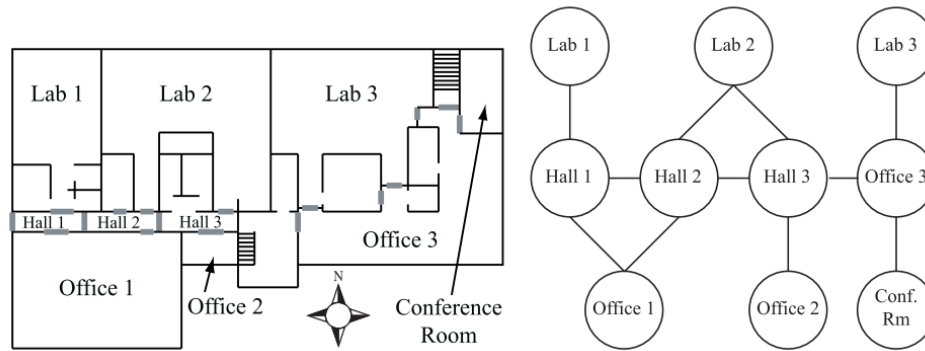 Lab 1
Lab 2
Lab 3
Hall 1
Hall 2
Hall 3
Office 1
Office 2
Office 3
Conference
Room
N
Lab 1
Lab 2
Lab 3
Hall 1
Hall 2
Hall 3
Office 3
Office 1
Office 2
Conf.
Rm